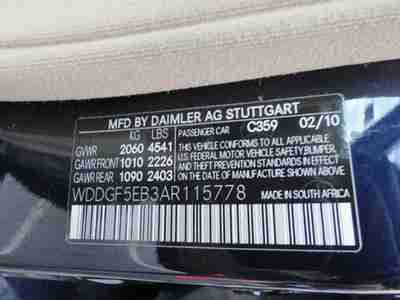 MFD BY DAIMLER AG STUTTGART
KG LBS PASSENGER CAR C359 02/10
GVWR 2060 4541 THIS VEHICLE CONFORMS TO ALL APPLICABLE
GAWR FRONT 1010 2226 U.S. FEDERAL MOTOR VEHICLE SAFETY, BUMPER,
GAWR REAR 1090 2403 AND THEFT PREVENTION STANDARDS IN EFFECT ON THE DATE OF MANUFACTURE SHOWN ABOVE.
WDDGF5EB3AR115778 MADE IN SOUTH AFRICA